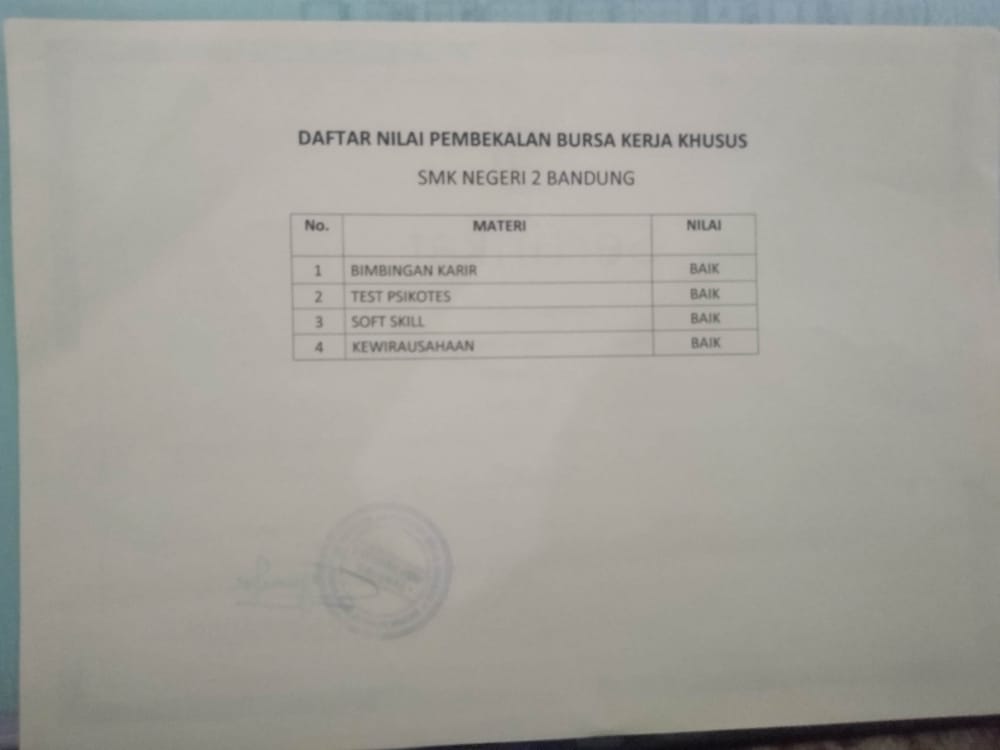 DAFTAR NILAI PEMBEKALAN BURSA KERJA KHUSUS
SMK NEGERI 2 BANDUNG
No. MATERI NILAI
1 BIMBINGAN KARIR BAIK
2 TEST PSIKOTES BAIK
3 SOFT SKILL BAIK
4 KEWIRAUSAHAAN BAIK